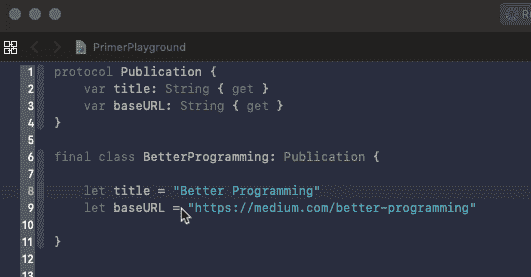 R
PrimerPlayground
1 protocol Publication {
2 var title: String { get }
3 var baseURL: String { get }
4 }
5
6 final class BetterProgramming: Publication {
7
8 let title = "Better Programming"
9 let baseURL = "https://medium.com/better-programming"
10
11 }
12
13